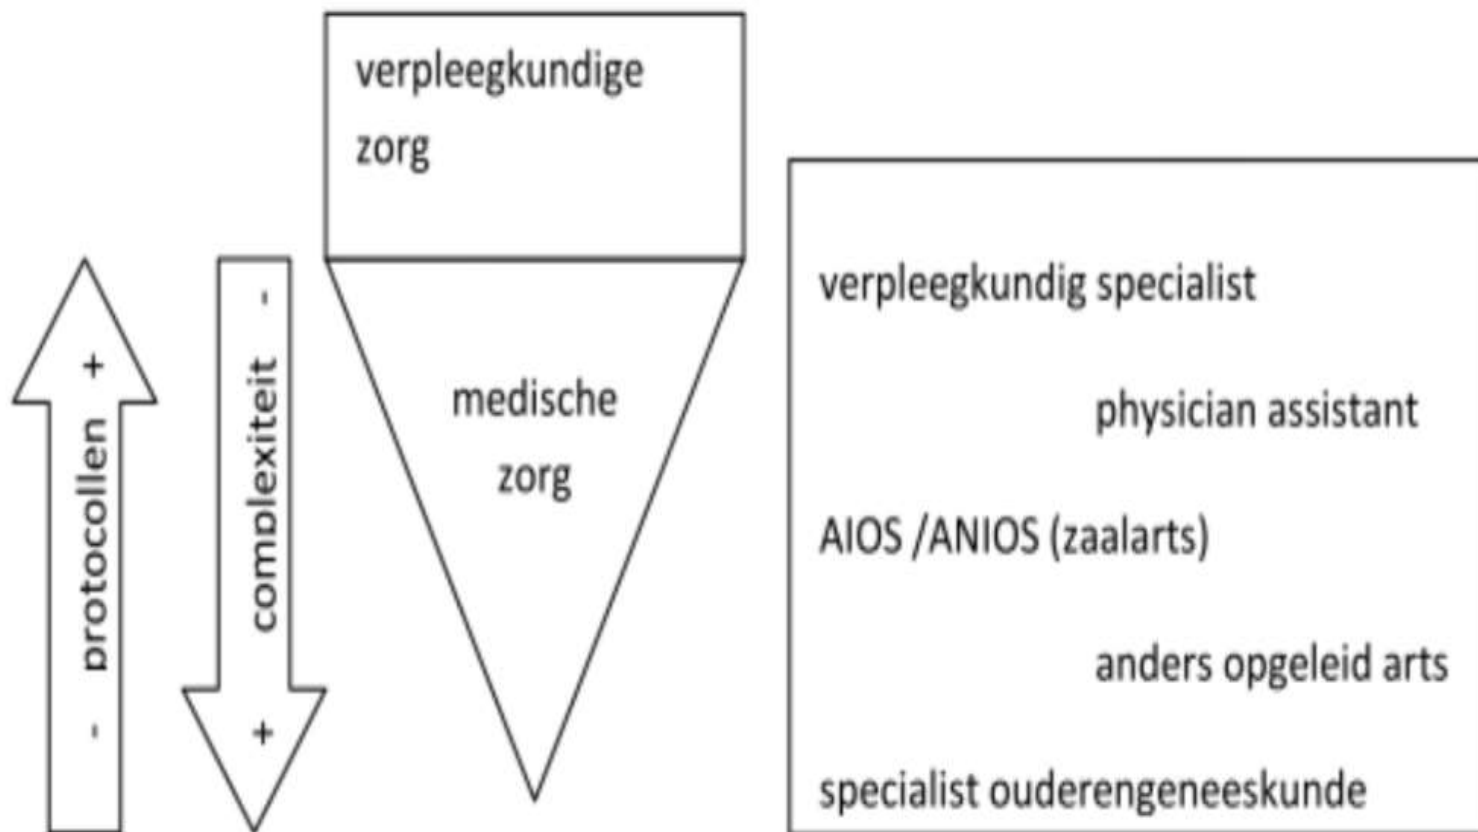 verpleegkundige
zorg
- protocollen +
complexiteit -
+
medische
zorg
verpleegkundig specialist
physician assistant
AIOS /ANIOS (zaalarts)
anders opgeleid arts
specialist ouderengeneeskunde